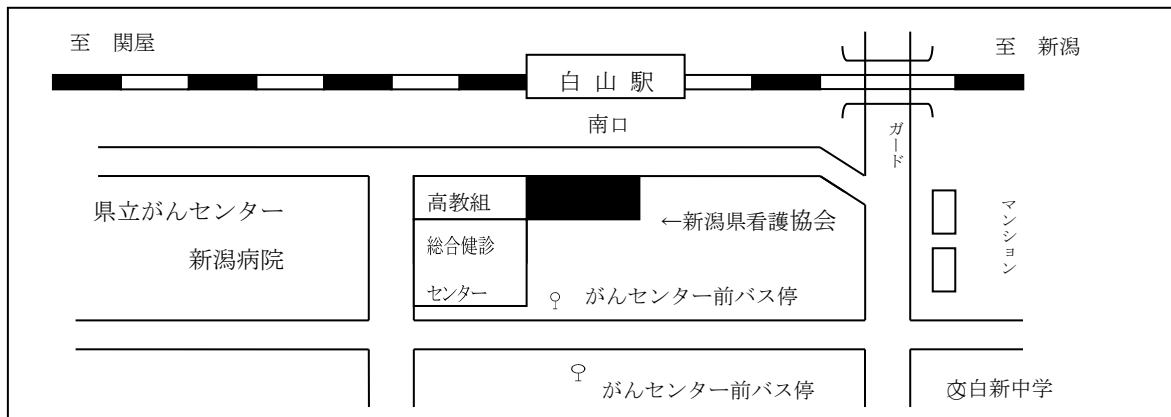 至　関屋
至　新潟
白 山 駅
南口
ガード
高教組
県立がんセンター
新潟病院
←新潟県看護協会
マンション
総合健診
センター
がんセンター前バス停
がんセンター前バス停
文白新中学